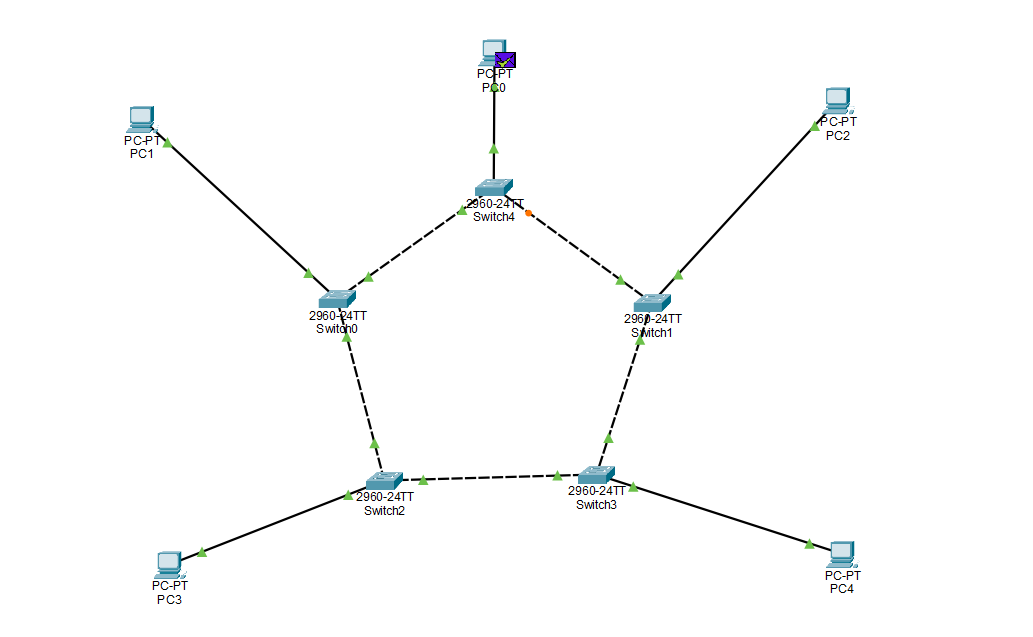 PC-PT
PC0
PC-PT
PC2
PC-PT
PC1
2960-24TT
Switch4
2960-24TT
Switch0
2960-24TT
Switch1
2960-24TT
Switch2
2960-24TT
Switch3
PC-PT
PC3
PC-PT
PC4